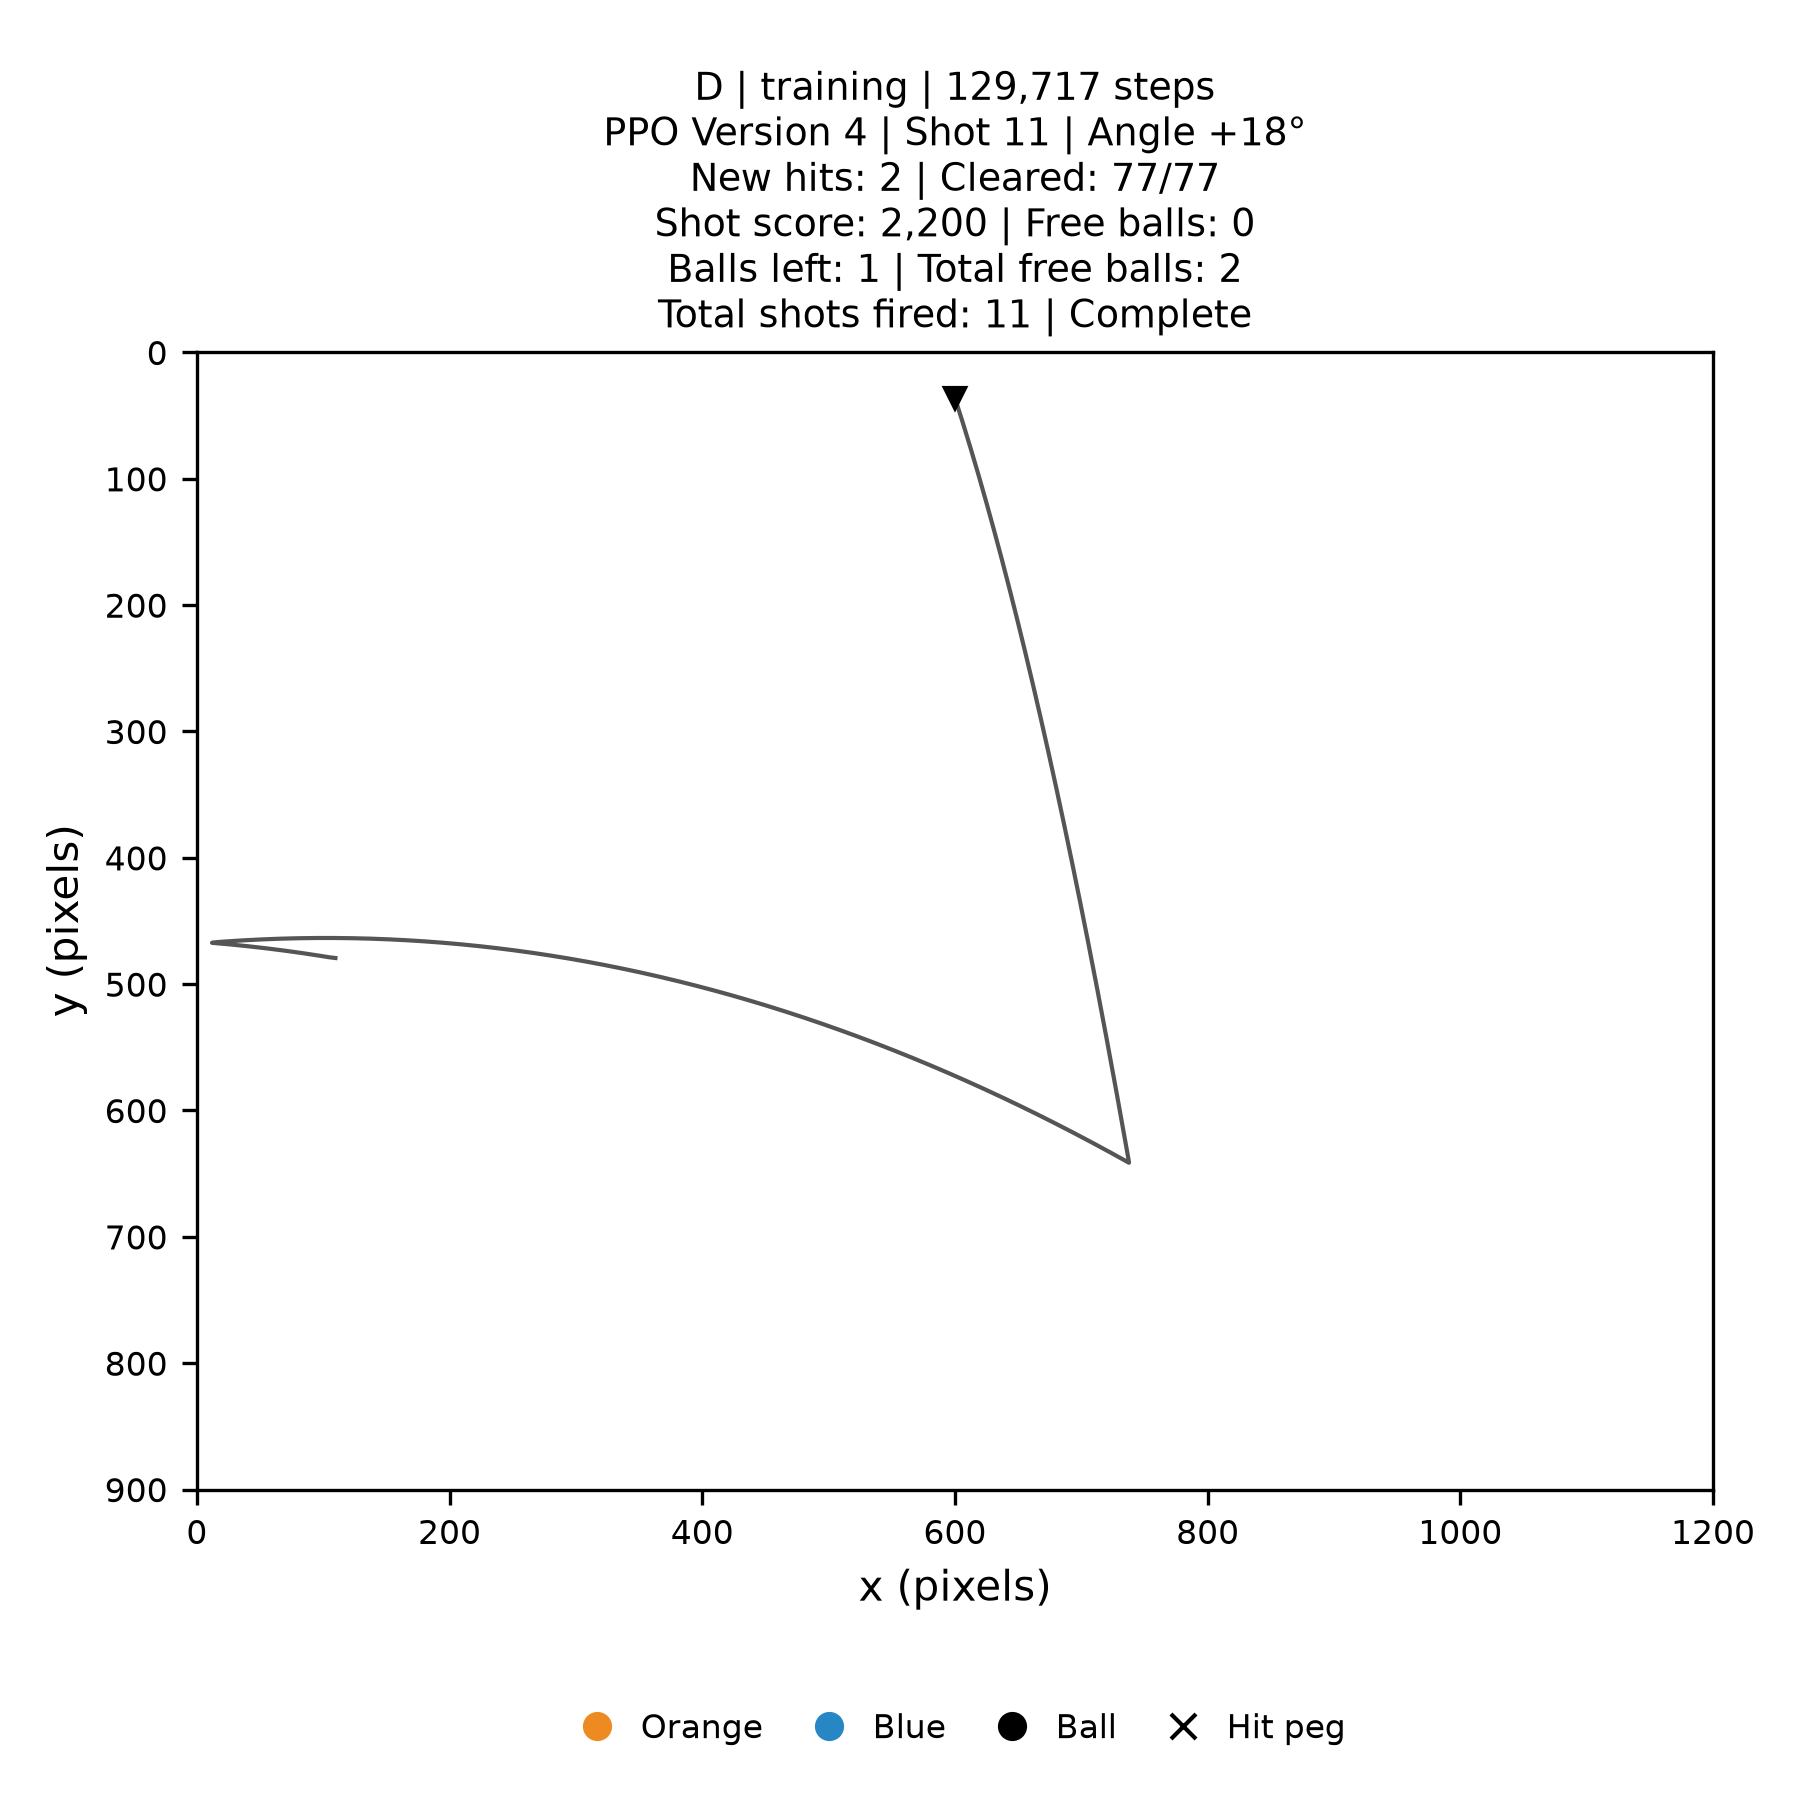 D | training | 129,717 steps
PPO Version 4 | Shot 11 | Angle +18°
New hits: 2 | Cleared: 77/77
Shot score: 2,200 | Free balls: 0
Balls left: 1 | Total free balls: 2
Total shots fired: 11 | Complete
0
100
200
300
400
500
600
700
800
900
y (pixels)
0 200 400 600 800 1000 1200
x (pixels)
Orange Blue Ball Hit peg